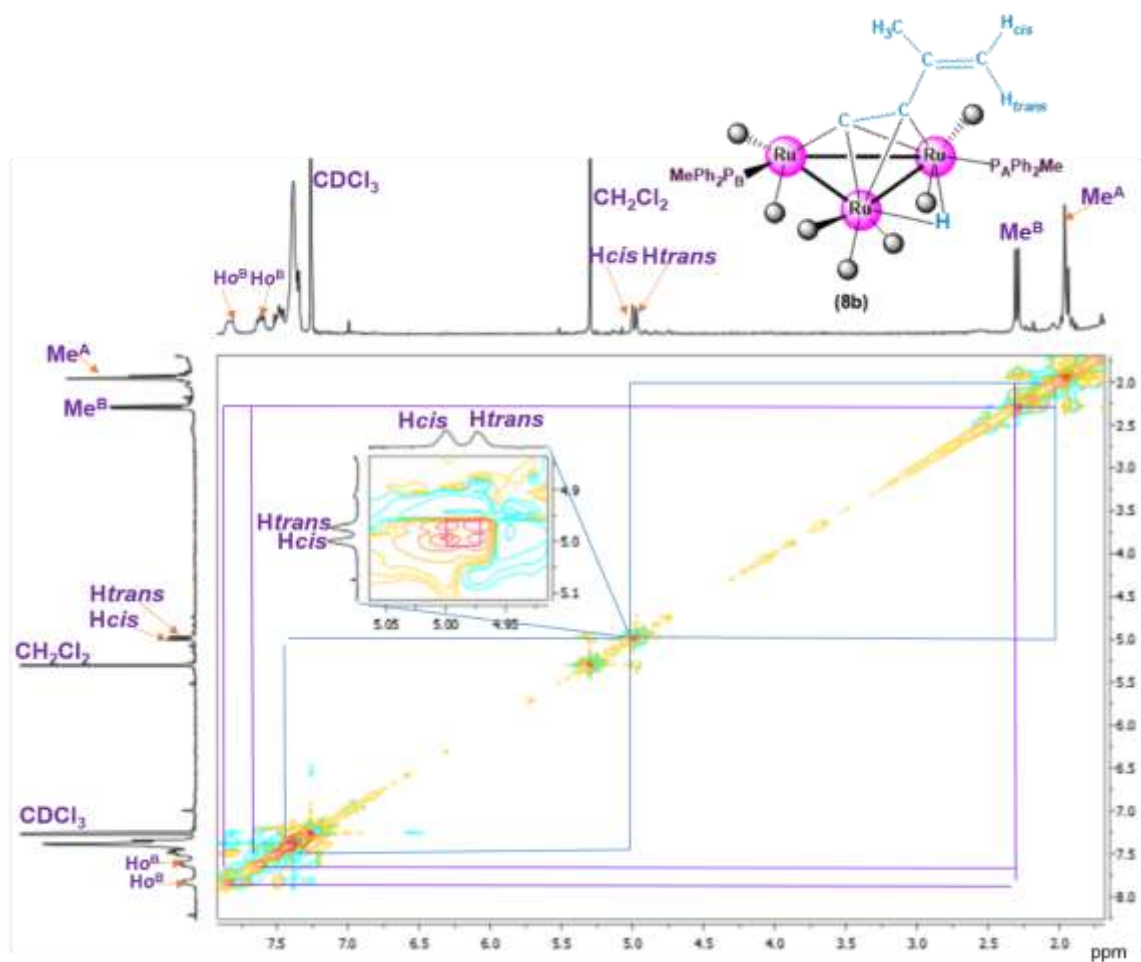 H3C
Hcis
C
C
Htrans
C
C
Ru
Ru
MePh2PB
PAPh2Me
Ru
H
(8b)
CDCl3
CH2Cl2
MeA
MeB
HcisHtrans
HoB HoB
MeA
MeB
Htrans
Hcis
CH2Cl2
CDCl3
HoB
HoB
Hcis Htrans
Htrans
Hcis
4.9
5.0
5.1
5.05 5.00 4.95
2.0
2.5
3.0
3.5
4.0
4.5
5.0
5.5
6.0
6.5
7.0
7.5
8.0
7.5 7.0 6.5 6.0 5.5 5.0 4.5 4.0 3.5 3.0 2.5 2.0
ppm